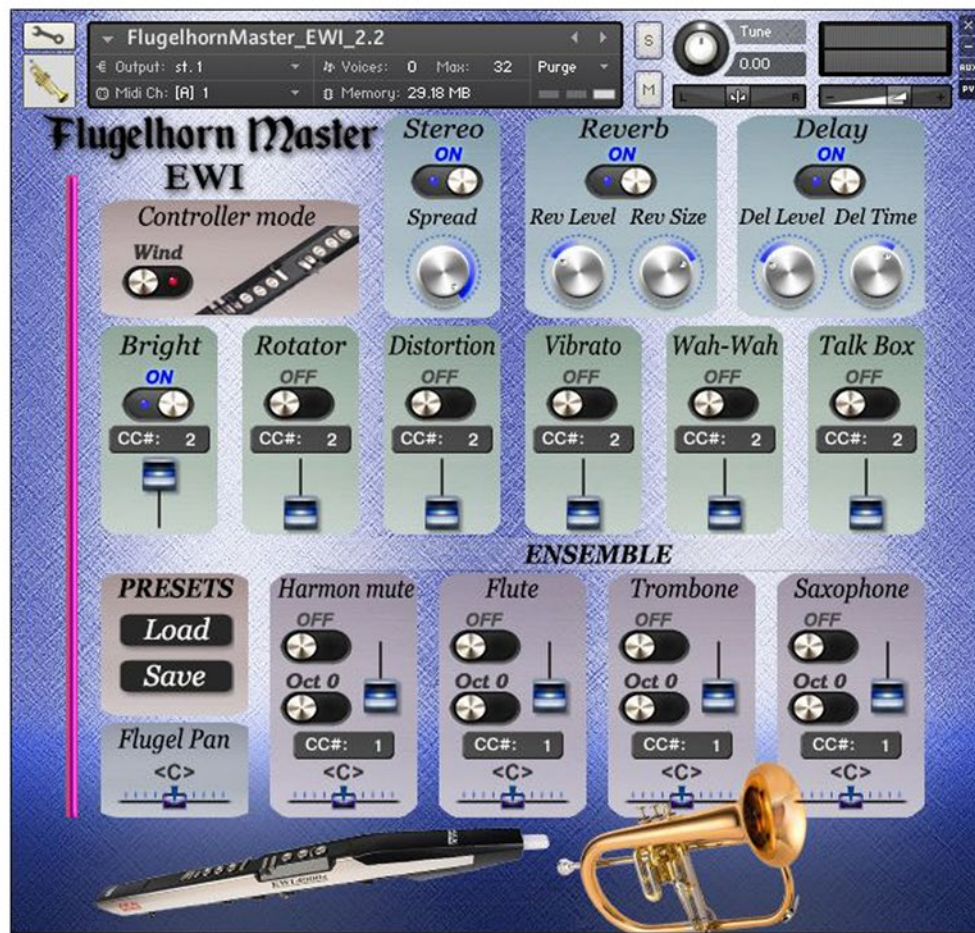 FlugelhornMaster_EWI_2.2
Output: st.1
Voices: 0 Max: 32
Purge
Midi Ch: [A] 1
Memory: 29.18 MB
S
M
Tune
0.00
L
R
- +
X
-
AUX
PV
Flugelhorn Master
EWI
Controller mode
Wind
Stereo
ON
Spread
Reverb
ON
Rev Level Rev Size
Delay
ON
Del Level Del Time
Bright Rotator Distortion Vibrato Wah-Wah Talk Box
ON OFF OFF OFF OFF OFF
CC#: 2 CC#: 2 CC#: 2 CC#: 2 CC#: 2 CC#: 2
ENSEMBLE
PRESETS
Load
Save
Flugel Pan
<C>
Harmon mute Flute Trombone Saxophone
OFF OFF OFF OFF
Oct 0 Oct 0 Oct 0 Oct 0
CC#: 1 CC#: 1 CC#: 1 CC#: 1
<C> <C> <C> <C>
EWI4000s